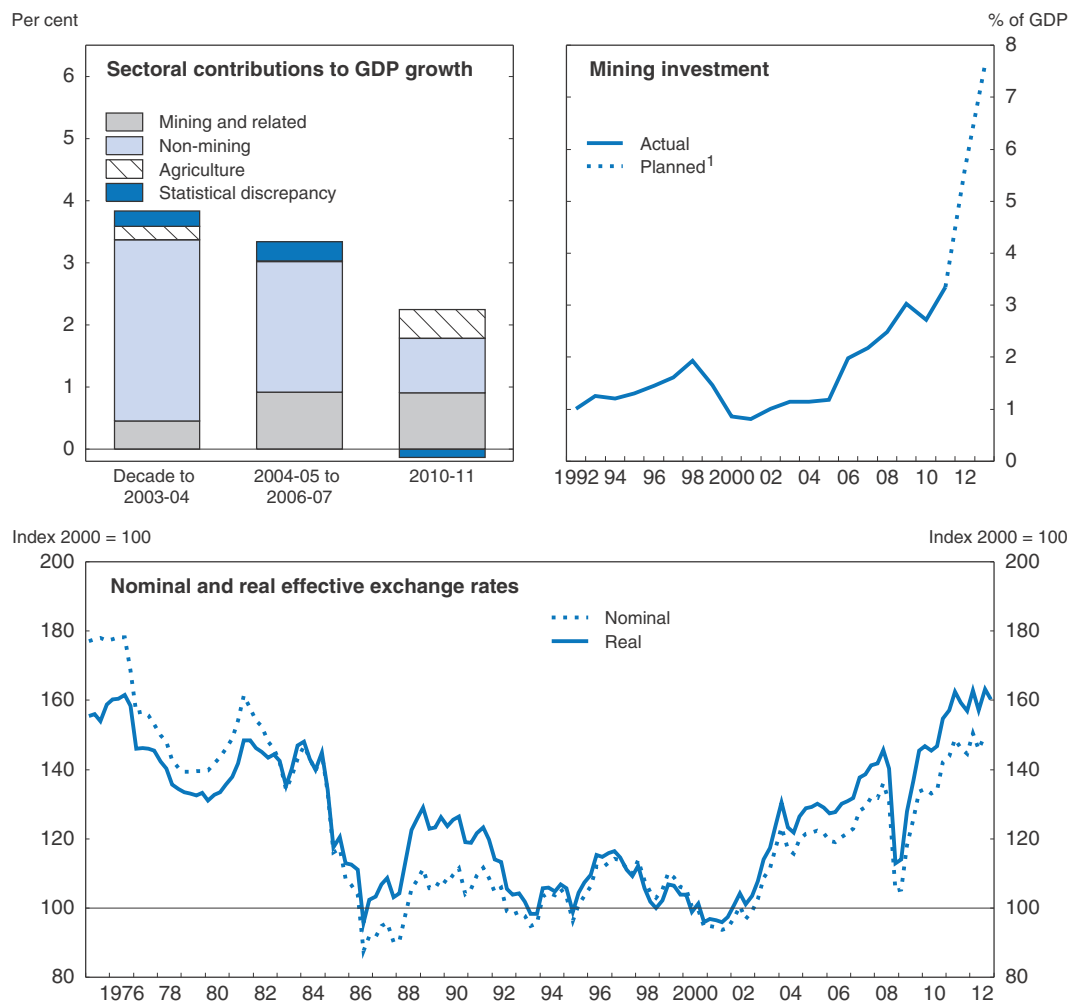 Per cent
% of GDP
Sectoral contributions to GDP growth
Mining and related
Non-mining
Agriculture
Statistical discrepancy
6
5
4
3
2
1
0
Decade to
2003-04
2004-05 to
2006-07
2010-11
Mining investment
Actual
Planned1
8
7
6
5
4
3
2
1
0
1992 94 96 98 2000 02 04 06 08 10 12
Index 2000 = 100
Index 2000 = 100
Nominal and real effective exchange rates
Nominal
Real
200
180
160
140
120
100
80
200
180
160
140
120
100
80
1976 78 80 82 84 86 88 90 92 94 96 98 2000 02 04 06 08 10 12